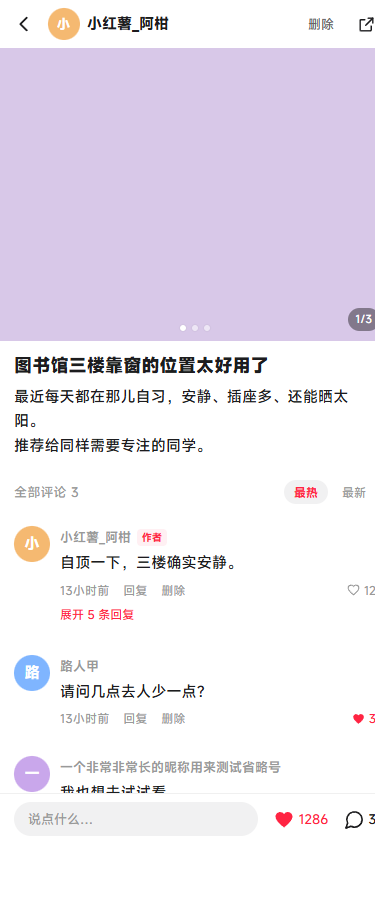 小 小红薯_阿柑 删除
1/3
图书馆三楼靠窗的位置太好用了
最近每天都在那儿自习，安静、插座多、还能晒太
阳。
推荐给同样需要专注的同学。
全部评论 3 最热 最新
小 小红薯_阿柑 作者
自顶一下，三楼确实安静。
13小时前 回复 删除 12
展开 5 条回复
路 路人甲
请问几点去人少一点？
13小时前 回复 删除 3
一 一个非常非常长的昵称用来测试省略号
我也想去试试看
说点什么... 1286 3